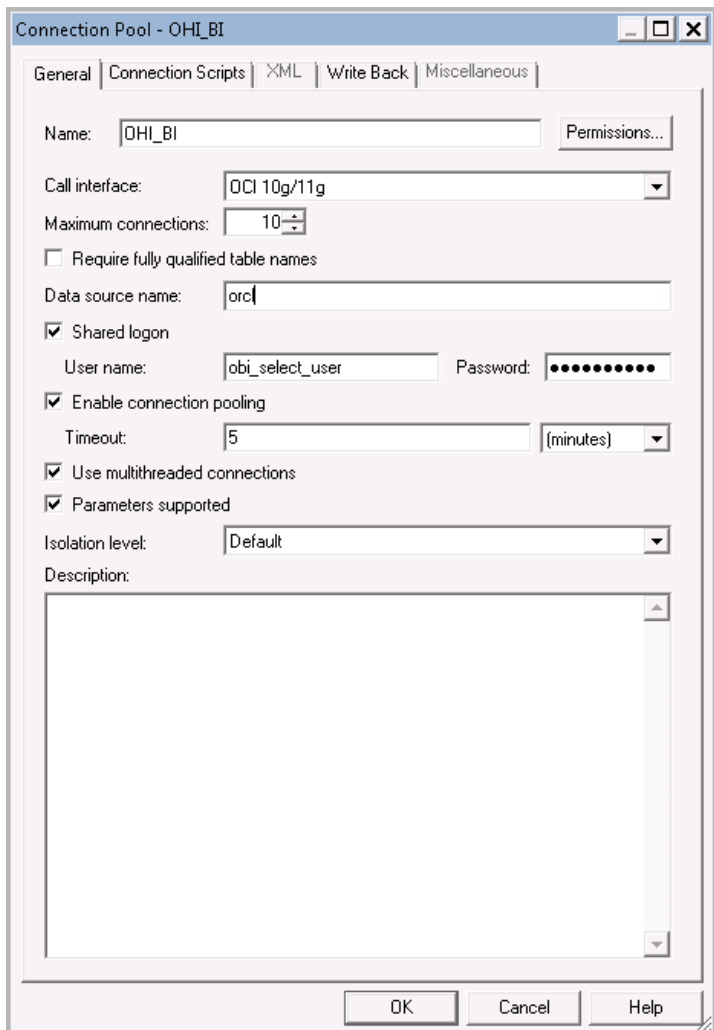 Connection Pool - OHI_BI
General Connection Scripts XML Write Back Miscellaneous
Name: OHI_BI Permissions...
Call interface: OCI 10g/11g
Maximum connections: 10
Require fully qualified table names
Data source name: orcl
Shared logon
User name: obi_select_user Password: ●●●●●●●●●●
Enable connection pooling
Timeout: 5 (minutes)
Use multithreaded connections
Parameters supported
Isolation level: Default
Description:
OK Cancel Help